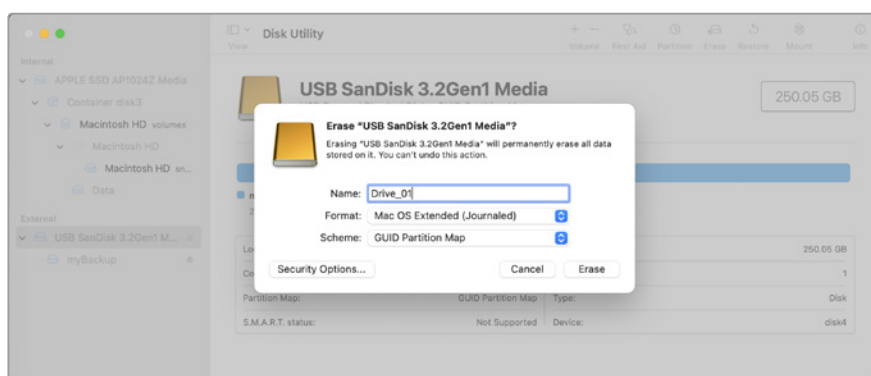 Disk Utility
View
Volume First Aid Partition Erase Restore Mount Info
Internal
APPLE SSD AP1024Z Media
Container disk3
Macintosh HD volumes
Macintosh HD
Macintosh HD sn...
Data
External
USB SanDisk 3.2Gen1 M...
myBackup
USB SanDisk 3.2Gen1 Media
250.05 GB
Erase “USB SanDisk 3.2Gen1 Media”?
Erasing “USB SanDisk 3.2Gen1 Media” will permanently erase all data
stored on it. You can’t undo this action.
Name: Drive_01
Format: Mac OS Extended (Journaled)
Scheme: GUID Partition Map
Security Options... Cancel Erase
250.05 GB
1
Partition Map: GUID Partition Map Type: Disk
S.M.A.R.T. status: Not Supported Device: disk4